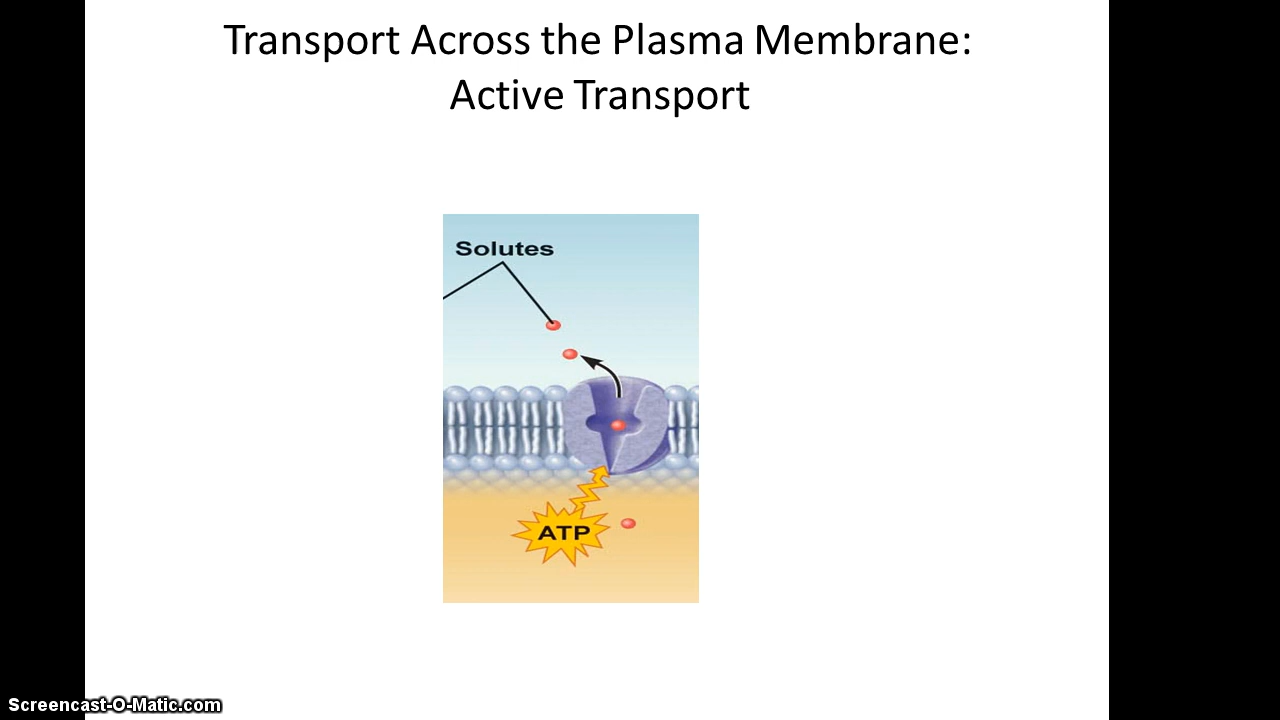 Transport Across the Plasma Membrane:
Active Transport
Solutes
ATP
Screencast-O-Matic.com